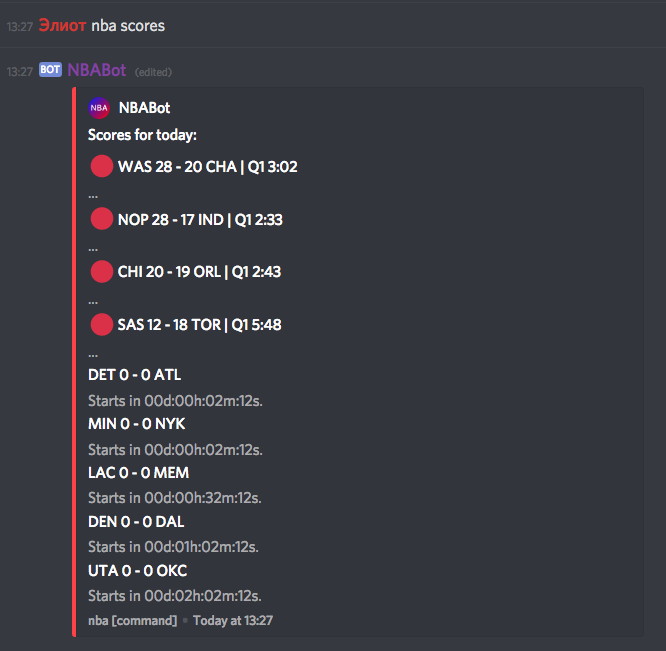 13:27 Элиот nba scores
13:27 BOT NBABot (edited)
NBA NBABot
Scores for today:
WAS 28 - 20 CHA | Q1 3:02
...
NOP 28 - 17 IND | Q1 2:33
...
CHI 20 - 19 ORL | Q1 2:43
...
SAS 12 - 18 TOR | Q1 5:48
...
DET 0 - 0 ATL
Starts in 00d:00h:02m:12s.
MIN 0 - 0 NYK
Starts in 00d:00h:02m:12s.
LAC 0 - 0 MEM
Starts in 00d:00h:32m:12s.
DEN 0 - 0 DAL
Starts in 00d:01h:02m:12s.
UTA 0 - 0 OKC
Starts in 00d:02h:02m:12s.
nba [command] • Today at 13:27